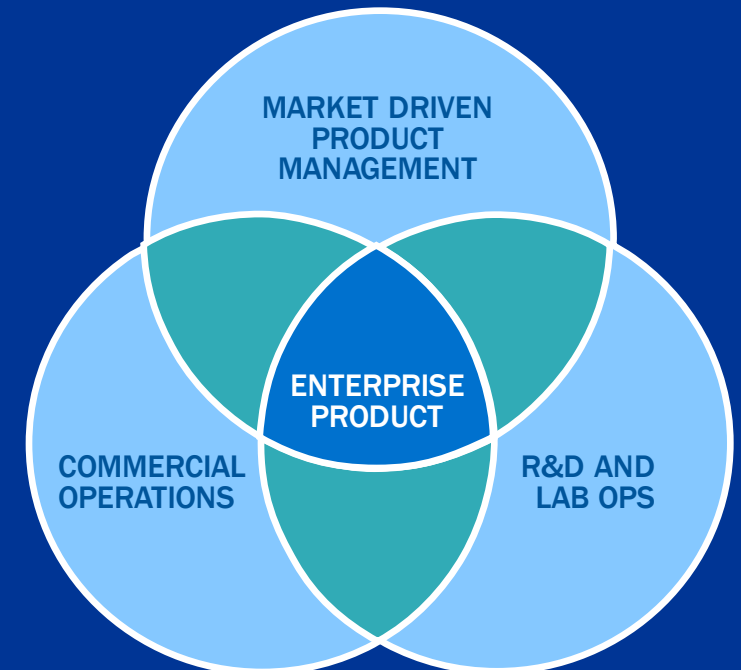 MARKET DRIVEN
PRODUCT
MANAGEMENT
ENTERPRISE
PRODUCT
COMMERCIAL
OPERATIONS
R&D AND
LAB OPS